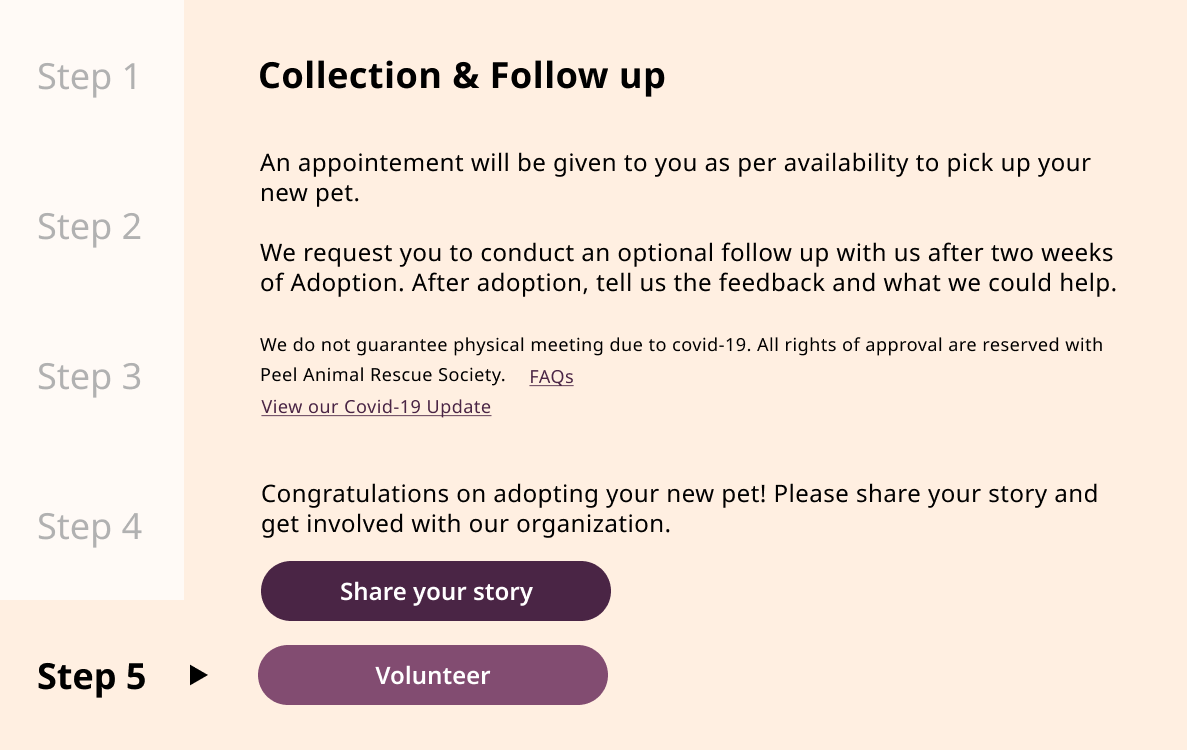 Step 1
Step 2
Step 3
Step 4
Step 5
Collection & Follow up
An appointement will be given to you as per availability to pick up your
new pet.
We request you to conduct an optional follow up with us after two weeks
of Adoption. After adoption, tell us the feedback and what we could help.
We do not guarantee physical meeting due to covid-19. All rights of approval are reserved with
Peel Animal Rescue Society. FAQs
View our Covid-19 Update
Congratulations on adopting your new pet! Please share your story and
get involved with our organization.
Share your story
Volunteer